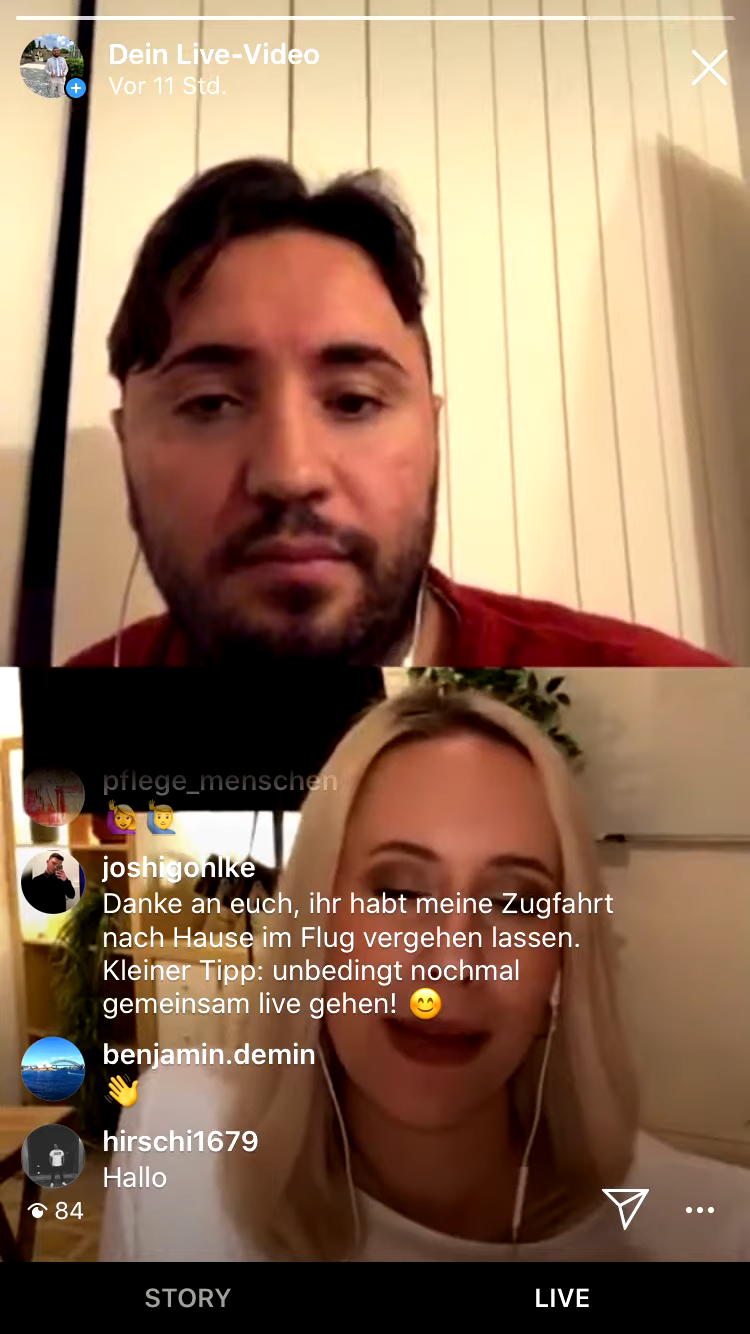 Dein Live-Video
Vor 11 Std.
pflege_menschen
🙋 🙋‍♂️
joshigohlke
Danke an euch, ihr habt meine Zugfahrt
nach Hause im Flug vergehen lassen.
Kleiner Tipp: unbedingt nochmal
gemeinsam live gehen! 😊
benjamin.demin
👋
hirschi1679
Hallo
84
STORY
LIVE